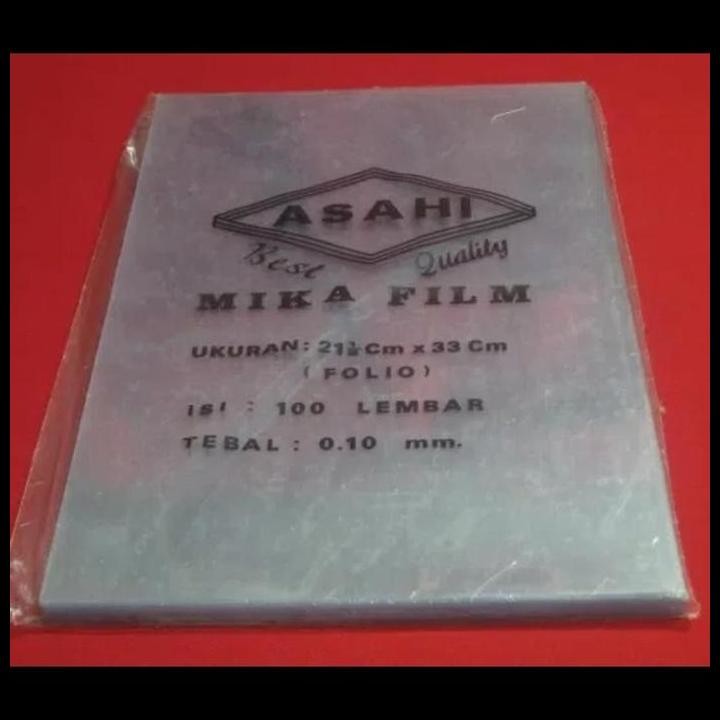 ASAHI
Best Quality
MIKA FILM
UKURAN: 21½ Cm x 33 Cm
( FOLIO )
ISI : 100 LEMBAR
TEBAL : 0.10 mm.